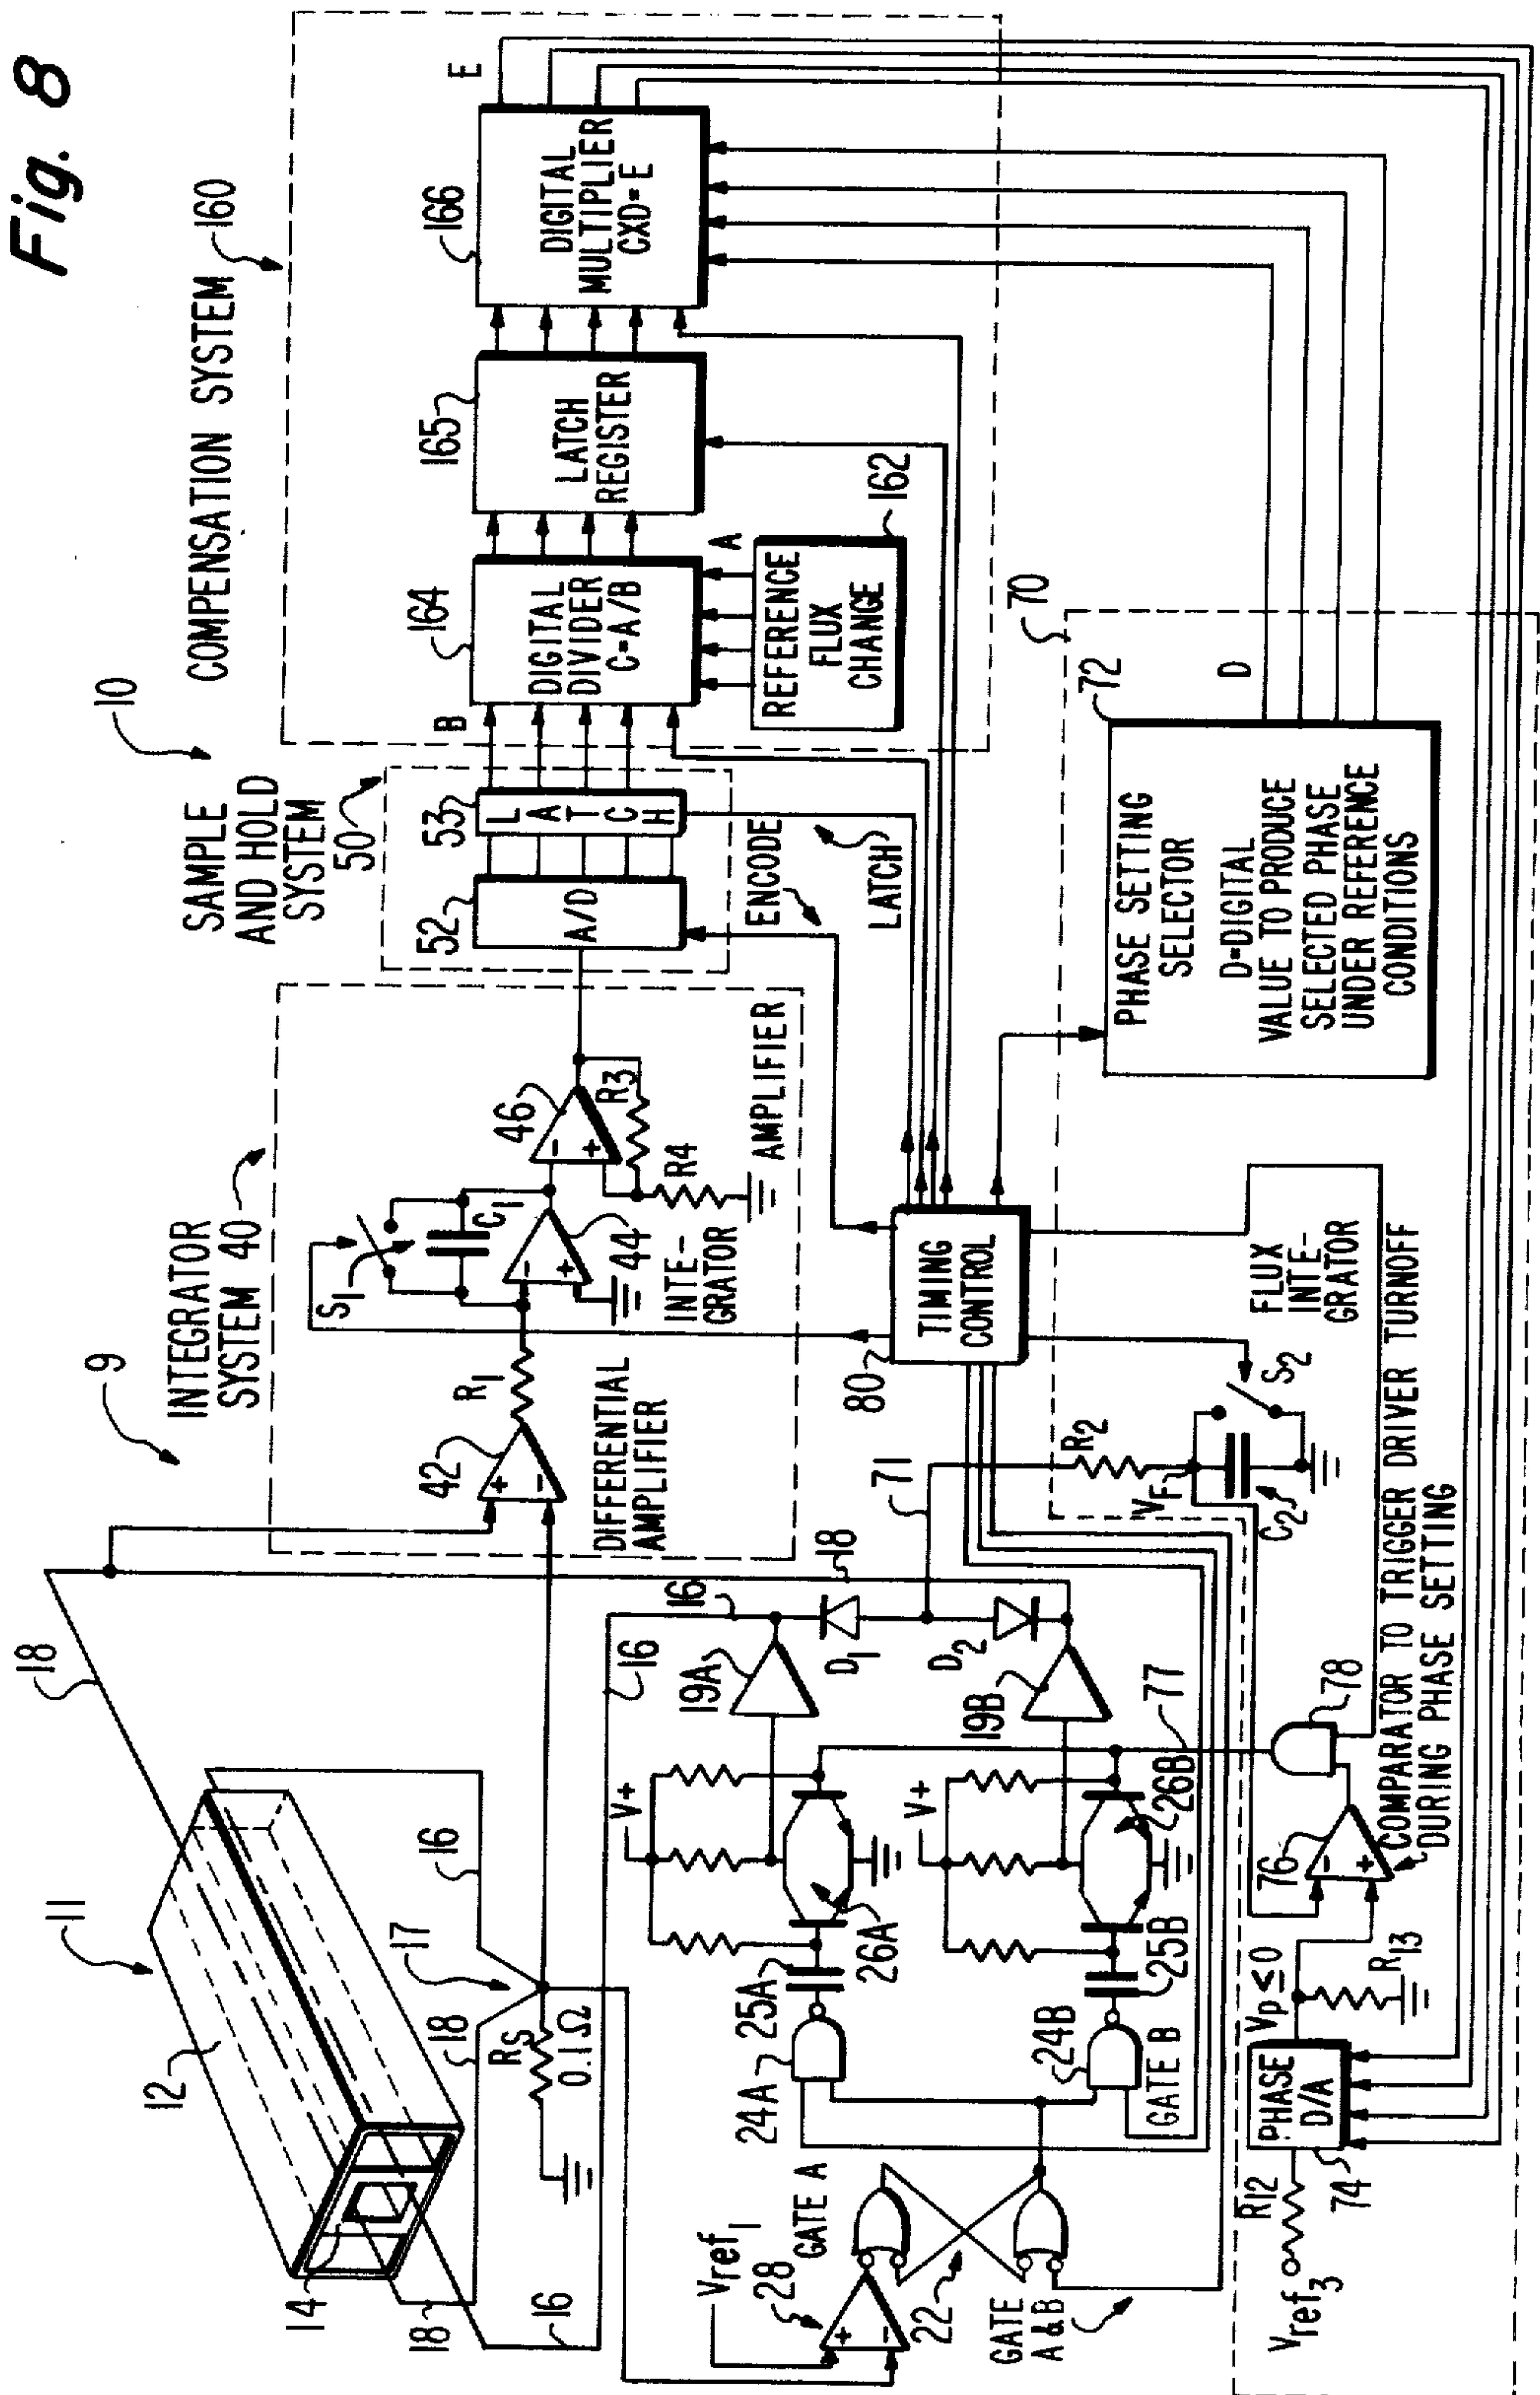 Fig. 8
9
10
COMPENSATION SYSTEM 160
INTEGRATOR
SYSTEM 40
SAMPLE
AND HOLD
SYSTEM
50
11
12
14
16
18
17
18
16
18
16
RS
0.1 Ω
42
+
-
R1
DIFFERENTIAL
AMPLIFIER
S1
C1
-
+
44
INTE-
GRATOR
46
-
+
R3
R4
AMPLIFIER
52
A/D
53
L
A
T
C
H
ENCODE
LATCH
B
164
DIGITAL
DIVIDER
C=A/B
A
REFERENCE
FLUX
CHANGE
162
165
LATCH
REGISTER
166
DIGITAL
MULTIPLIER
CXD=E
E
Vref1
28
+
-
GATE A
22
GATE
A & B
24A
25A
26A
V+
19A
16
16
D1
18
71
24B
GATE B
25B
26B
V+
19B
D2
77
80
TIMING
CONTROL
70
72
PHASE SETTING
SELECTOR
D=DIGITAL
VALUE TO PRODUCE
SELECTED PHASE
UNDER REFERENCE
CONDITIONS
D
R2
VF
C2
S2
FLUX
INTE-
GRATOR
Vref3
R12
74
PHASE
D/A
Vp ≤ 0
R13
76
-
+
78
COMPARATOR TO TRIGGER DRIVER TURNOFF
DURING PHASE SETTING